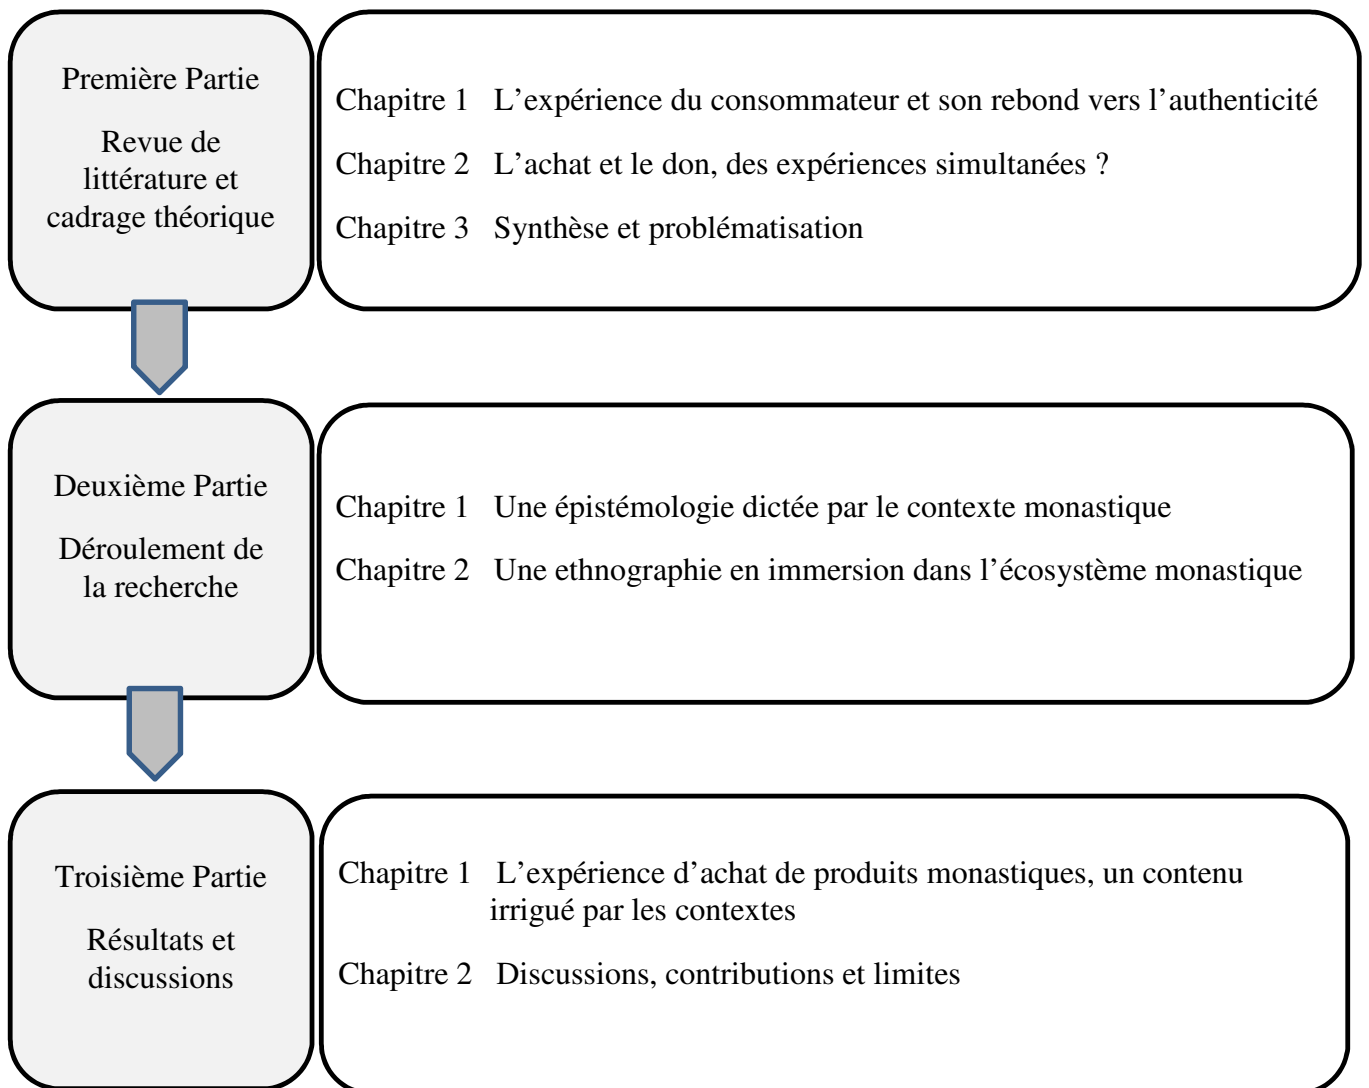 Première Partie
Revue de
littérature et
cadrage théorique
Chapitre 1 L’expérience du consommateur et son rebond vers l’authenticité
Chapitre 2 L’achat et le don, des expériences simultanées ?
Chapitre 3 Synthèse et problématisation
Deuxième Partie
Déroulement de
la recherche
Chapitre 1 Une épistémologie dictée par le contexte monastique
Chapitre 2 Une ethnographie en immersion dans l’écosystème monastique
Troisième Partie
Résultats et
discussions
Chapitre 1 L’expérience d’achat de produits monastiques, un contenu
irrigué par les contextes
Chapitre 2 Discussions, contributions et limites